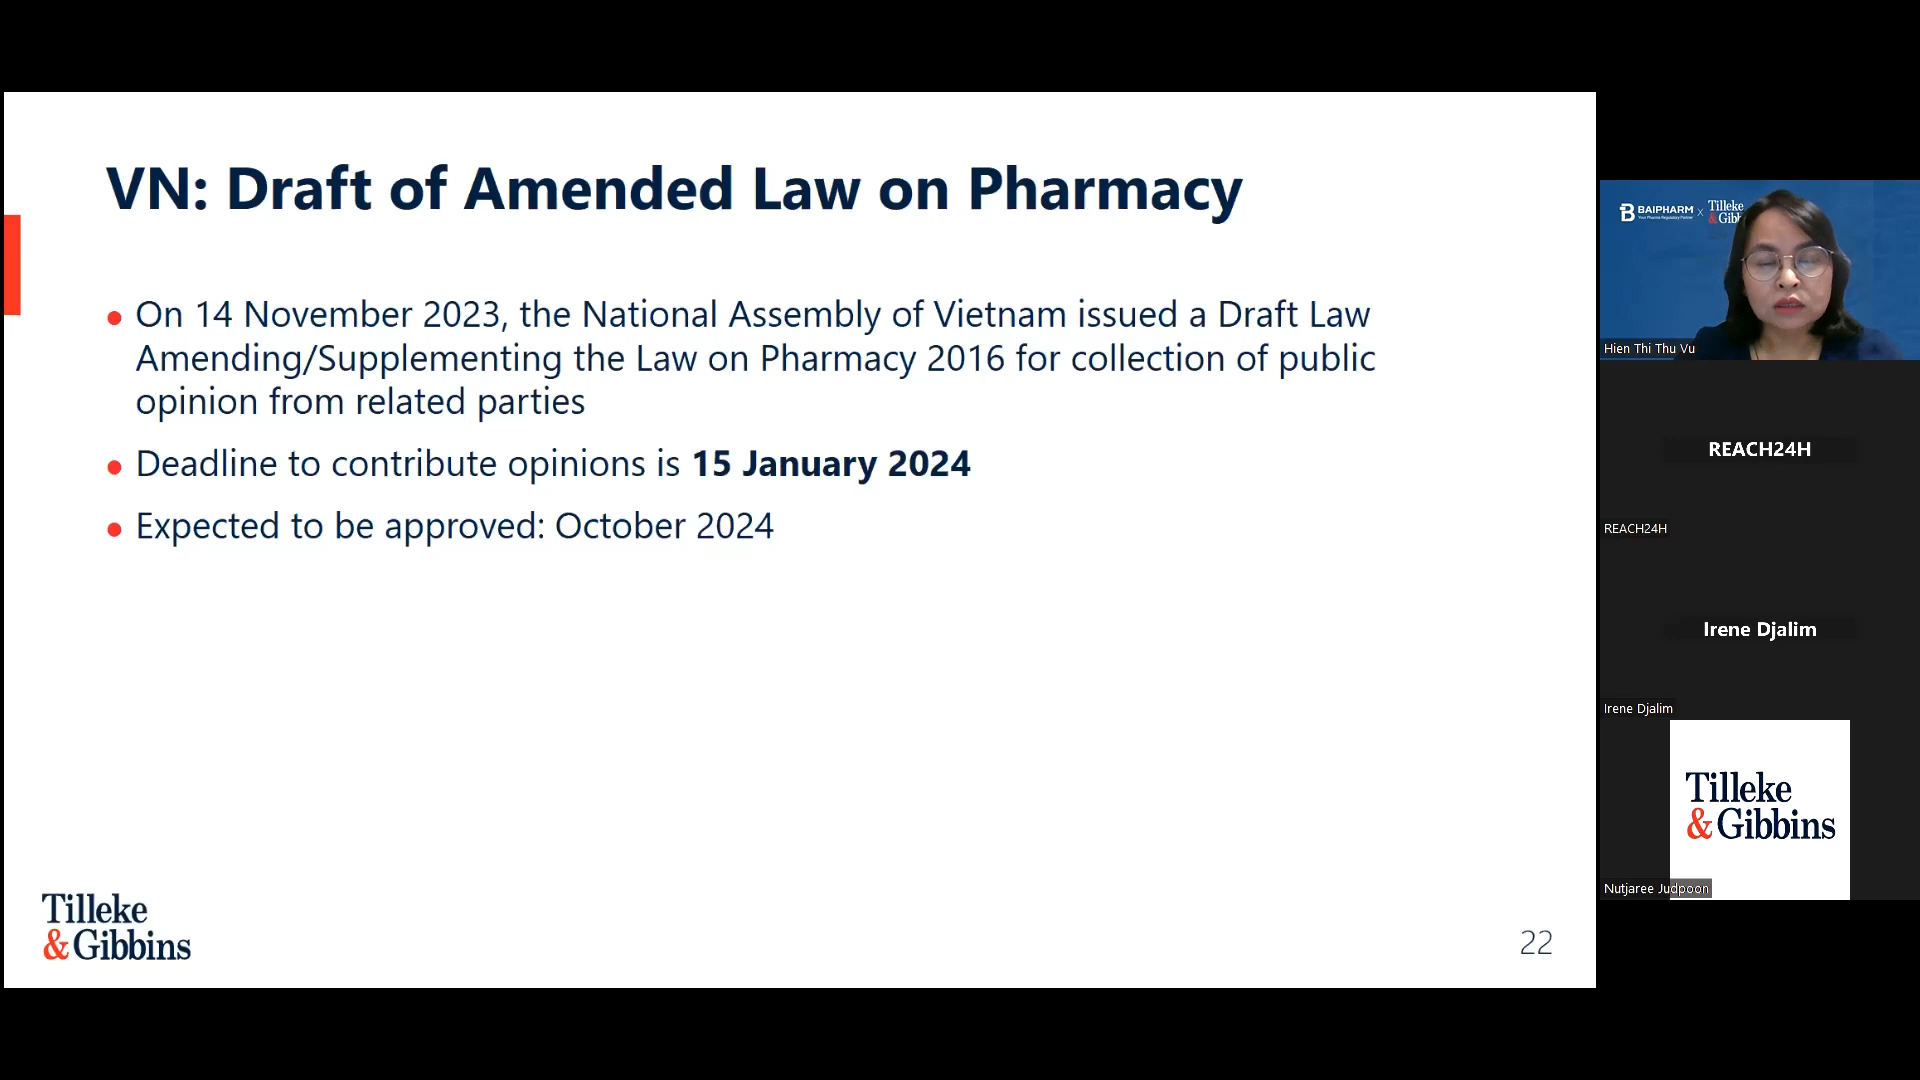 VN: Draft of Amended Law on Pharmacy
• On 14 November 2023, the National Assembly of Vietnam issued a Draft Law
Amending/Supplementing the Law on Pharmacy 2016 for collection of public
opinion from related parties
• Deadline to contribute opinions is 15 January 2024
• Expected to be approved: October 2024
Tilleke
& Gibbins
22
BAIPHARM x Tilleke
& Gibb
Hien Thi Thu Vu
REACH24H
REACH24H
Irene Djalim
Irene Djalim
Tilleke
& Gibbins
Nutjaree Judpoon